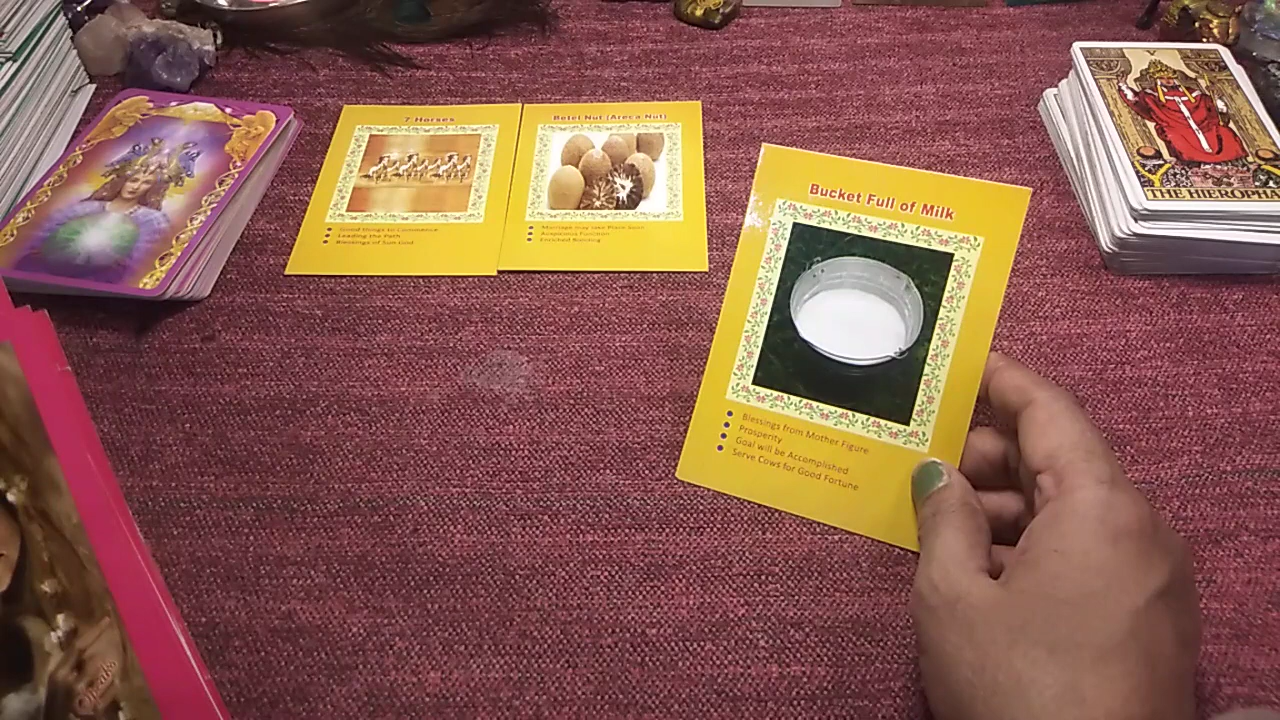 7 Horses
Good things to Commence
Leading the Path
Blessings of Sun God
Betel Nut (Areca Nut)
Marriage may take Place Soon
Auspicious Function
Enriched Bonding
Bucket Full of Milk
Blessings from Mother Figure
Prosperity
Goal will be Accomplished
Serve Cows for Good Fortune
V
THE HIEROPHA